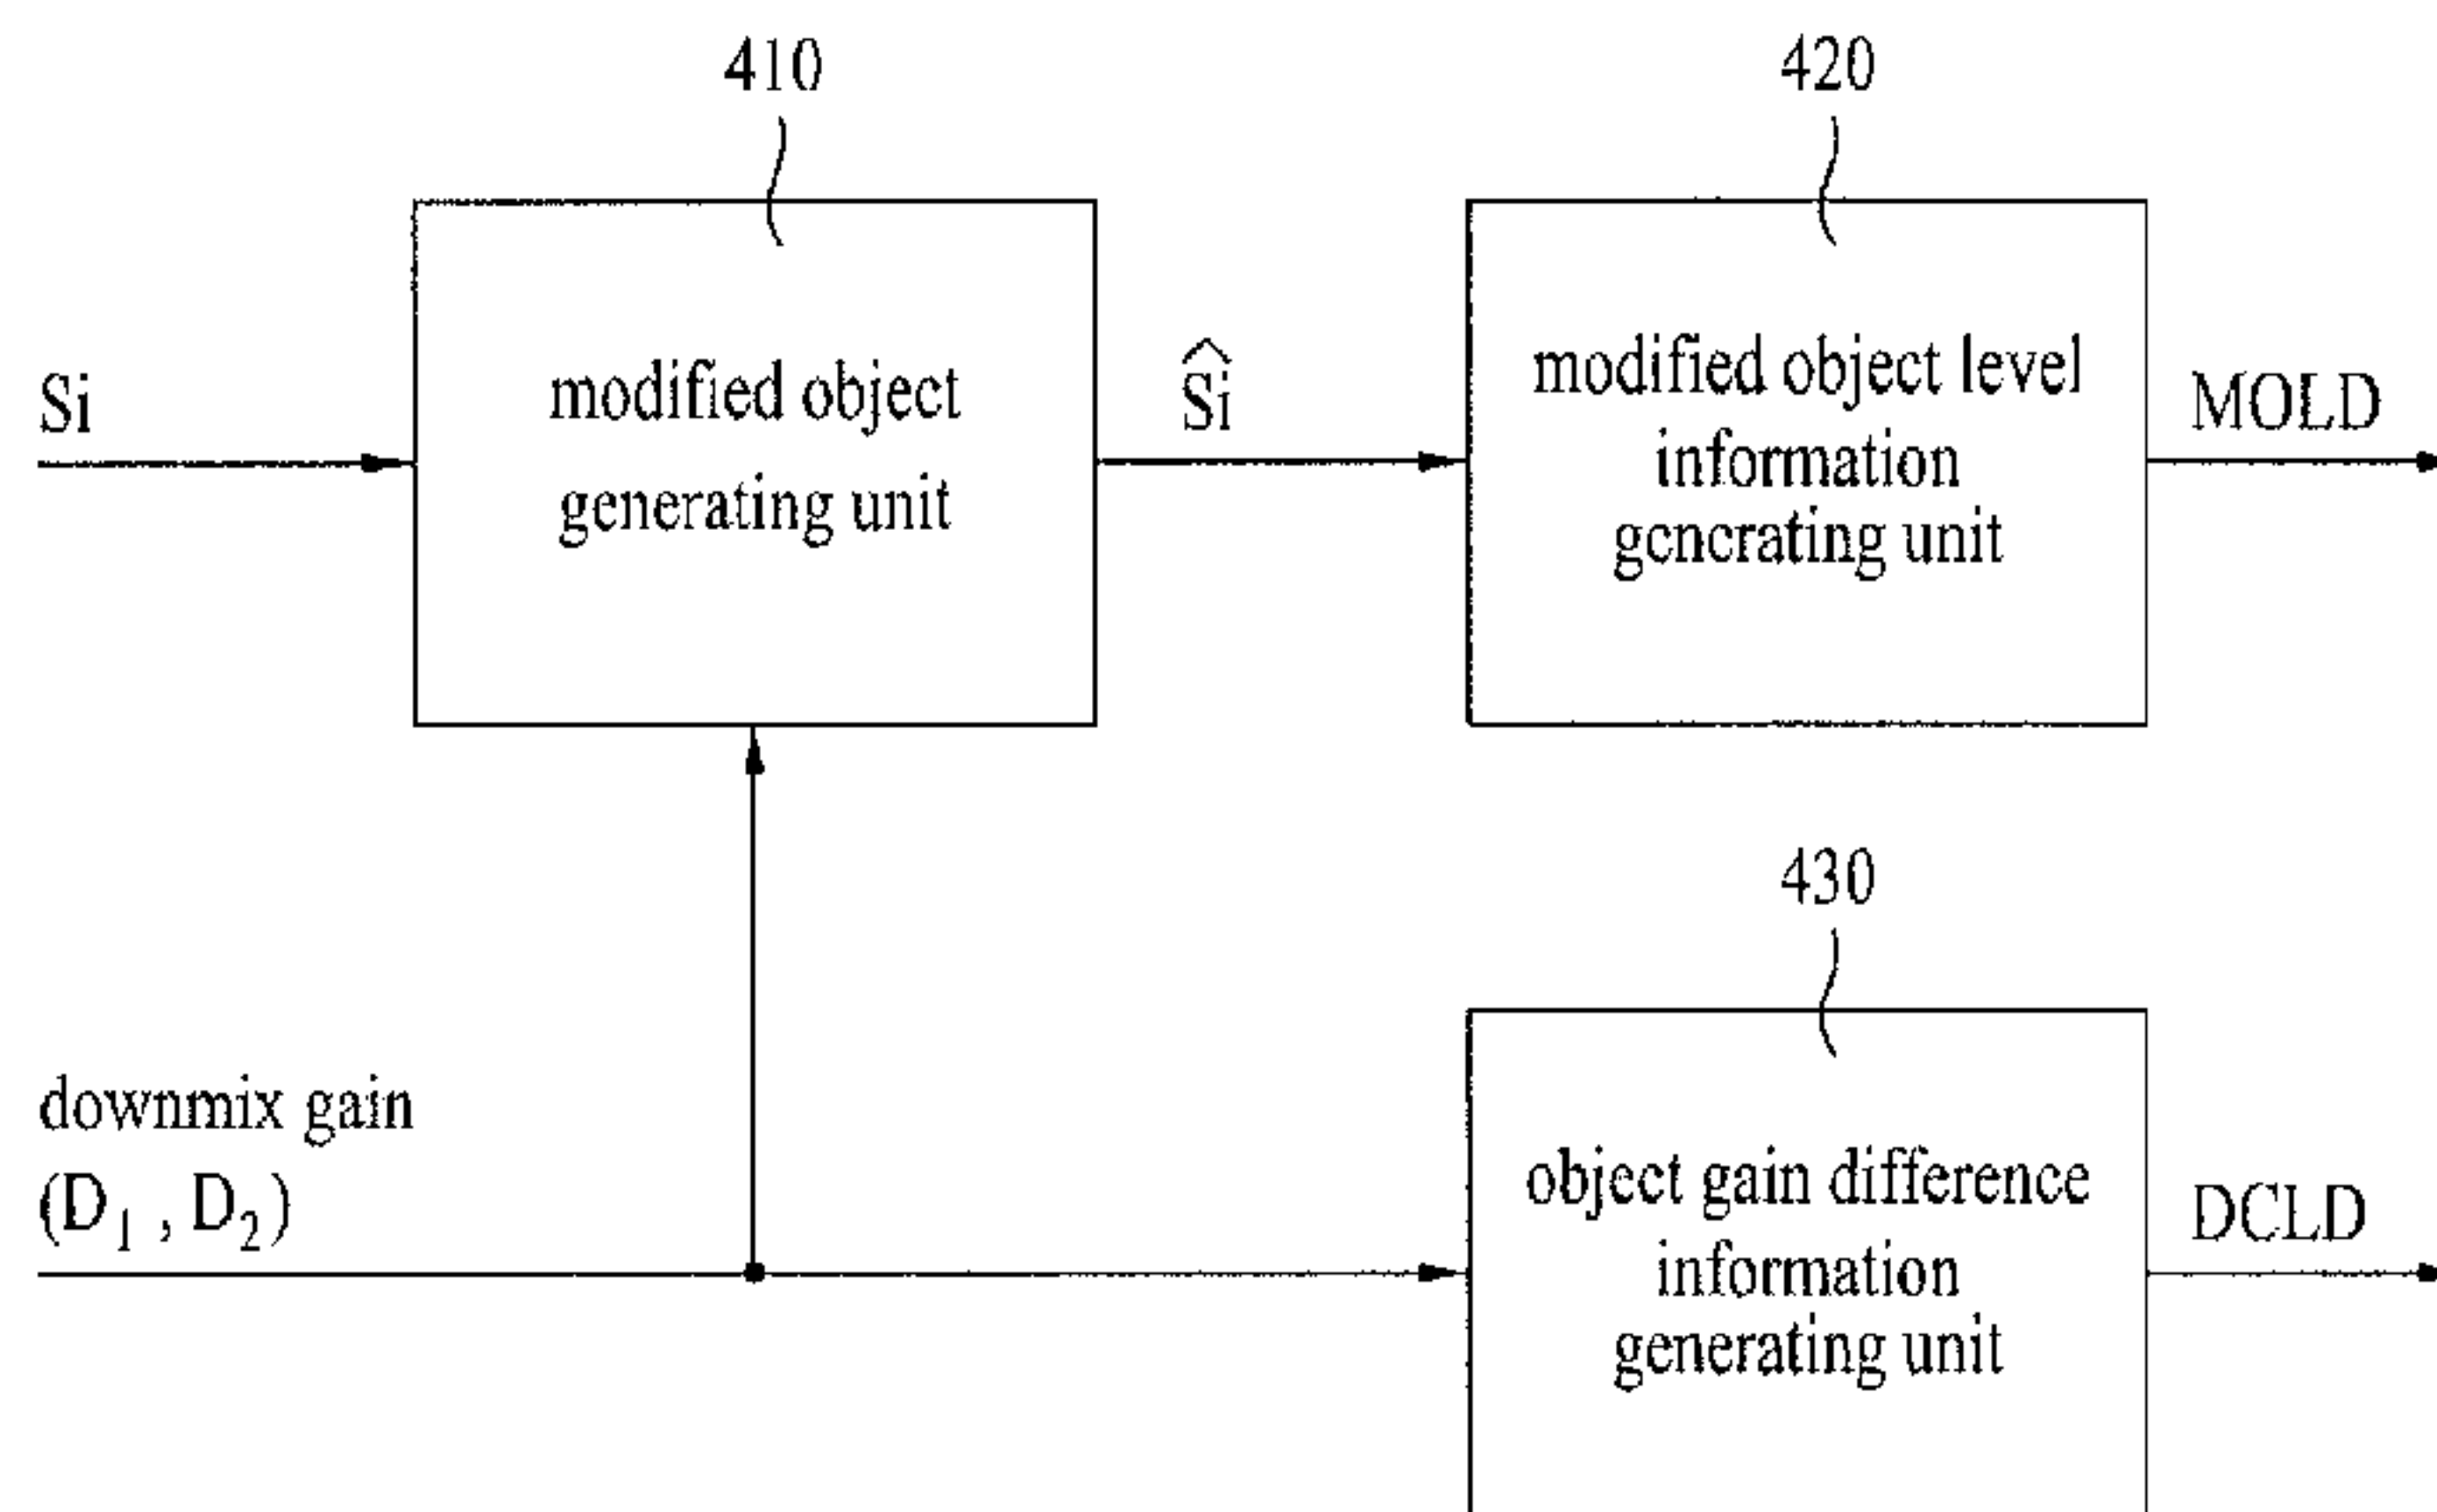 410
420
Si
modified object
generating unit
Ŝi
modified object level
information
generating unit
MOLD
430
downmix gain
(D1 , D2)
object gain difference
information
generating unit
DCLD